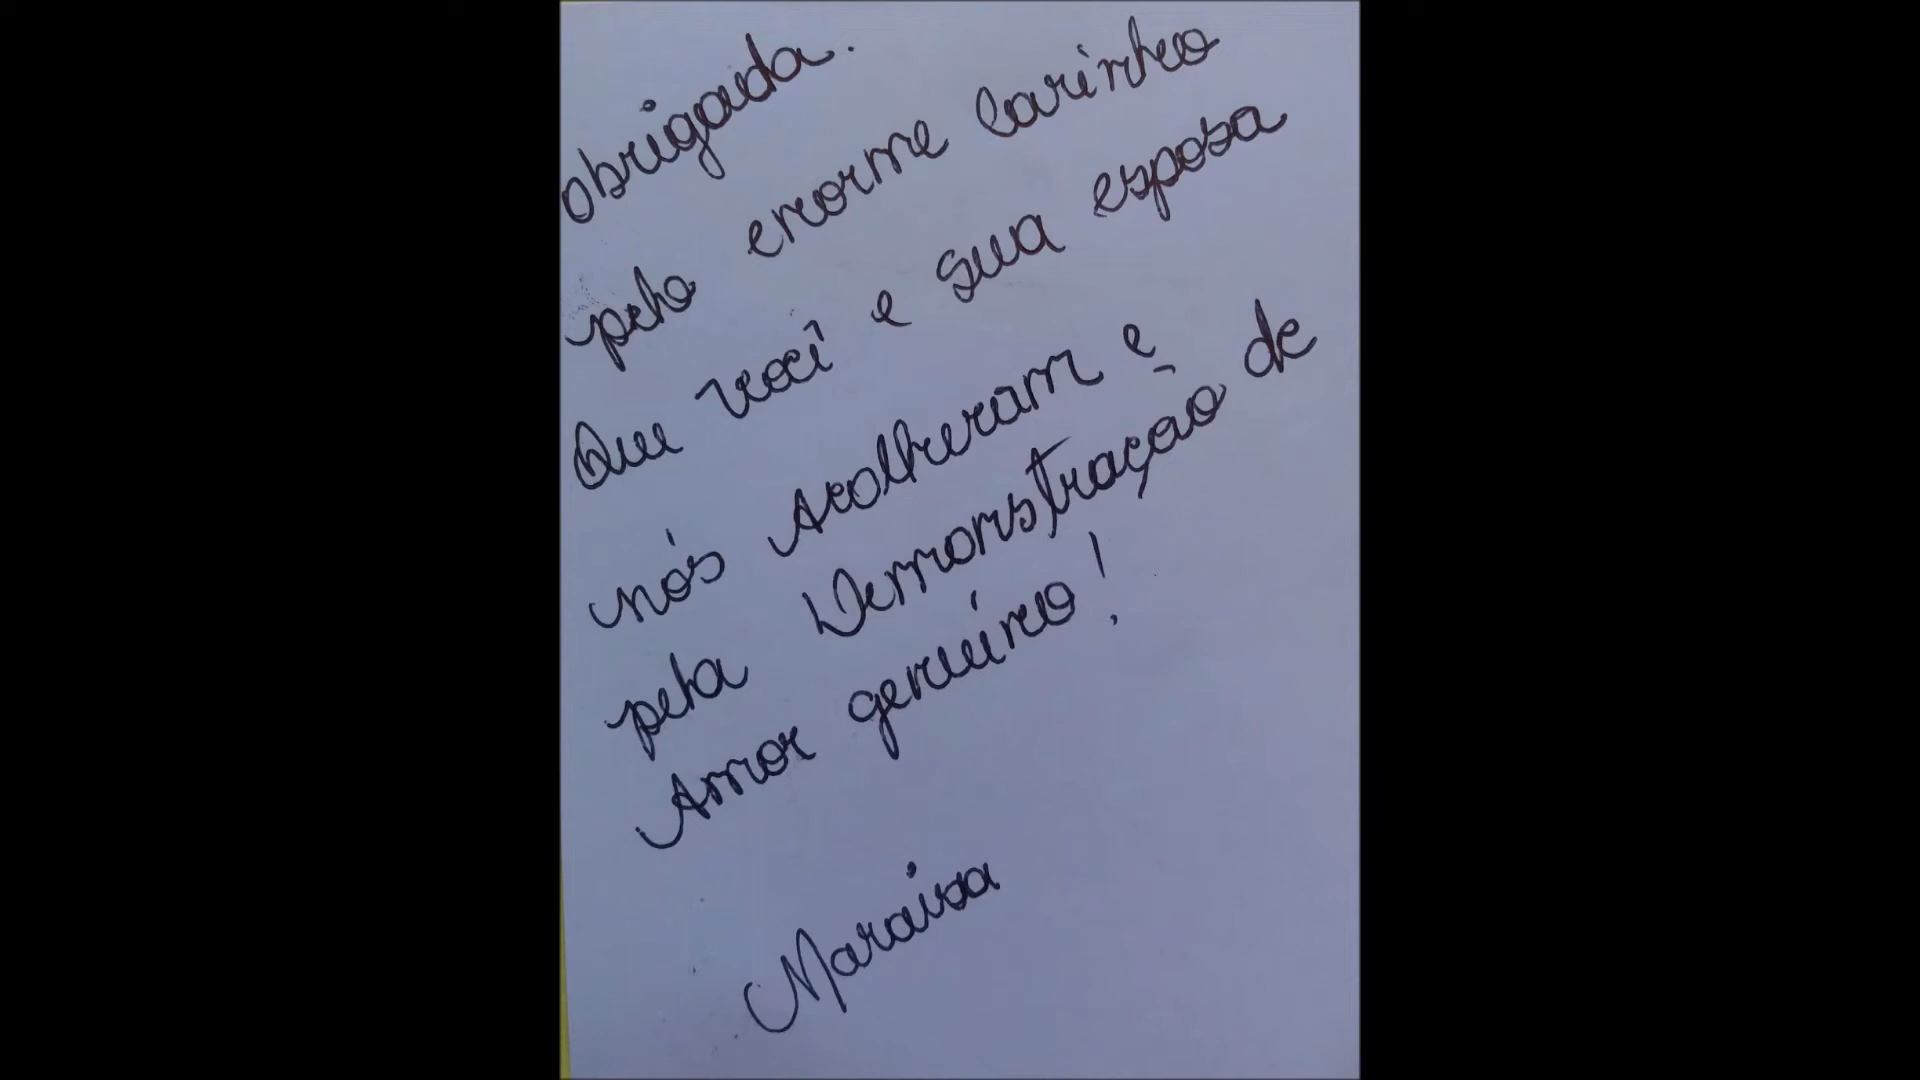 Obrigada.
pelo enorme Carinho
Que você e sua esposa
nós Acolheram e
pela Demonstração de
Amor genuíno!
Maraisa